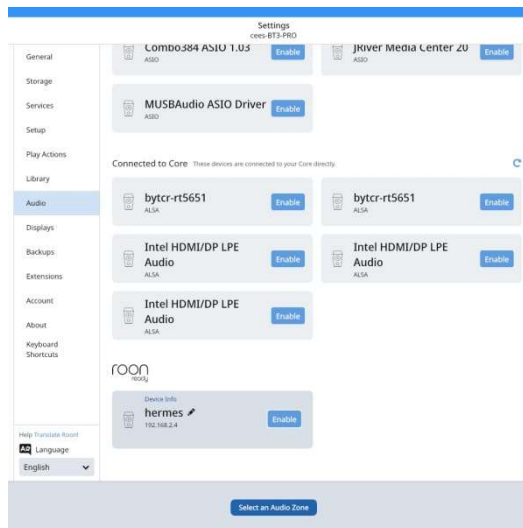 Settings
cees-BT3-PRO
General
Storage
Services
Setup
Play Actions
Library
Audio
Displays
Backups
Extensions
Account
About
Keyboard
Shortcuts
Help Translate Roon!
Language
English
Combo384 ASIO 1.03
ASIO
Enable
JRiver Media Center 20
ASIO
Enable
MUSBAudio ASIO Driver
ASIO
Enable
Connected to Core These devices are connected to your Core directly.
bytcr-rt5651
ALSA
Enable
bytcr-rt5651
ALSA
Enable
Intel HDMI/DP LPE
Audio
ALSA
Enable
Intel HDMI/DP LPE
Audio
ALSA
Enable
Intel HDMI/DP LPE
Audio
ALSA
Enable
roon
ready
Device Info
hermes
192.168.2.4
Enable
Select an Audio Zone